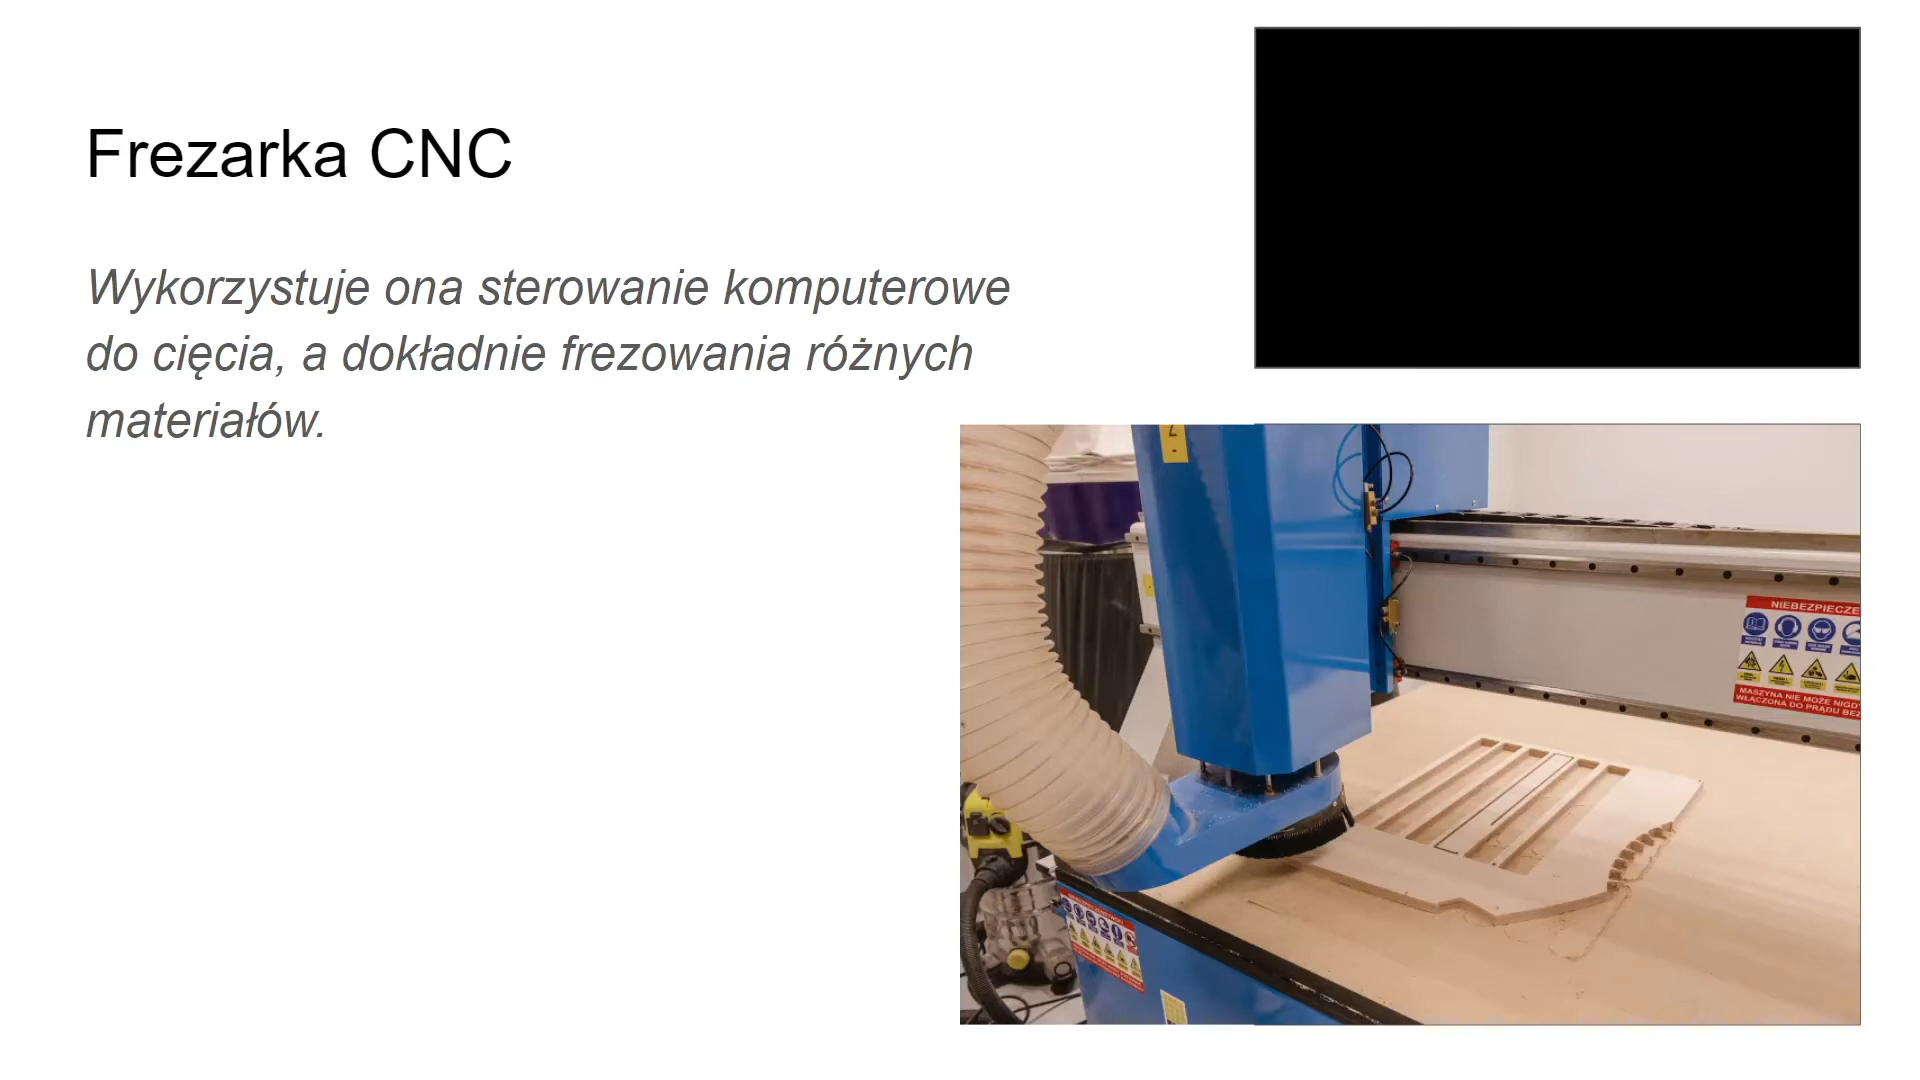 Frezarka CNC
Wykorzystuje ona sterowanie komputerowe
do cięcia, a dokładnie frezowania różnych
materiałów.
Z
-
NIEBEZPIECZE
MASZYNA NIE MOŻE NIGD
WŁĄCZONA DO PRĄDU BEZ